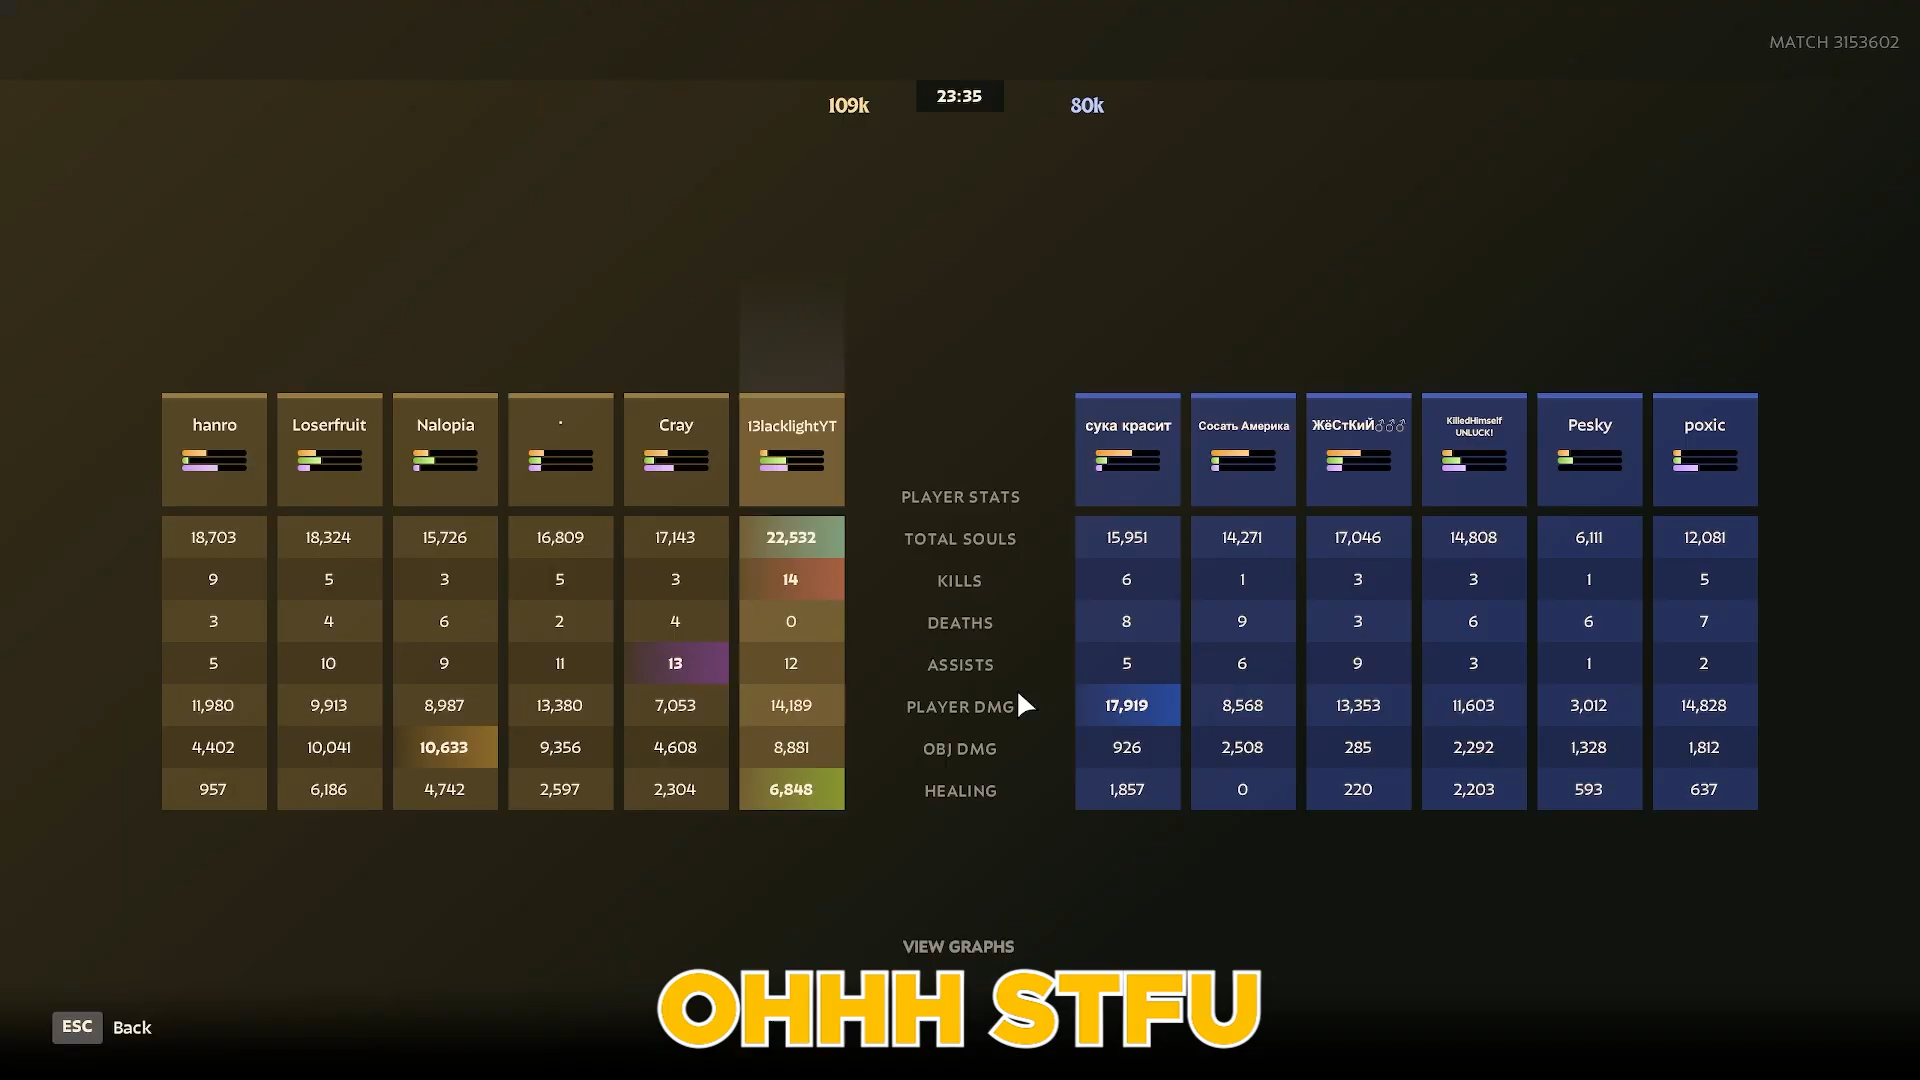 MATCH 3153602
109k 23:35 80k
hanro Loserfruit Nalopia · Cray 13lacklightYT сука красит Сосать Америка ЖёСтКиЙ♂♂♂ KilledHimself UNLUCK! Pesky poxic
PLAYER STATS
18,703 18,324 15,726 16,809 17,143 22,532 TOTAL SOULS 15,951 14,271 17,046 14,808 6,111 12,081
9 5 3 5 3 14 KILLS 6 1 3 3 1 5
3 4 6 2 4 0 DEATHS 8 9 3 6 6 7
5 10 9 11 13 12 ASSISTS 5 6 9 3 1 2
11,980 9,913 8,987 13,380 7,053 14,189 PLAYER DMG 17,919 8,568 13,353 11,603 3,012 14,828
4,402 10,041 10,633 9,356 4,608 8,881 OBJ DMG 926 2,508 285 2,292 1,328 1,812
957 6,186 4,742 2,597 2,304 6,848 HEALING 1,857 0 220 2,203 593 637
VIEW GRAPHS
OHHH STFU
ESC Back